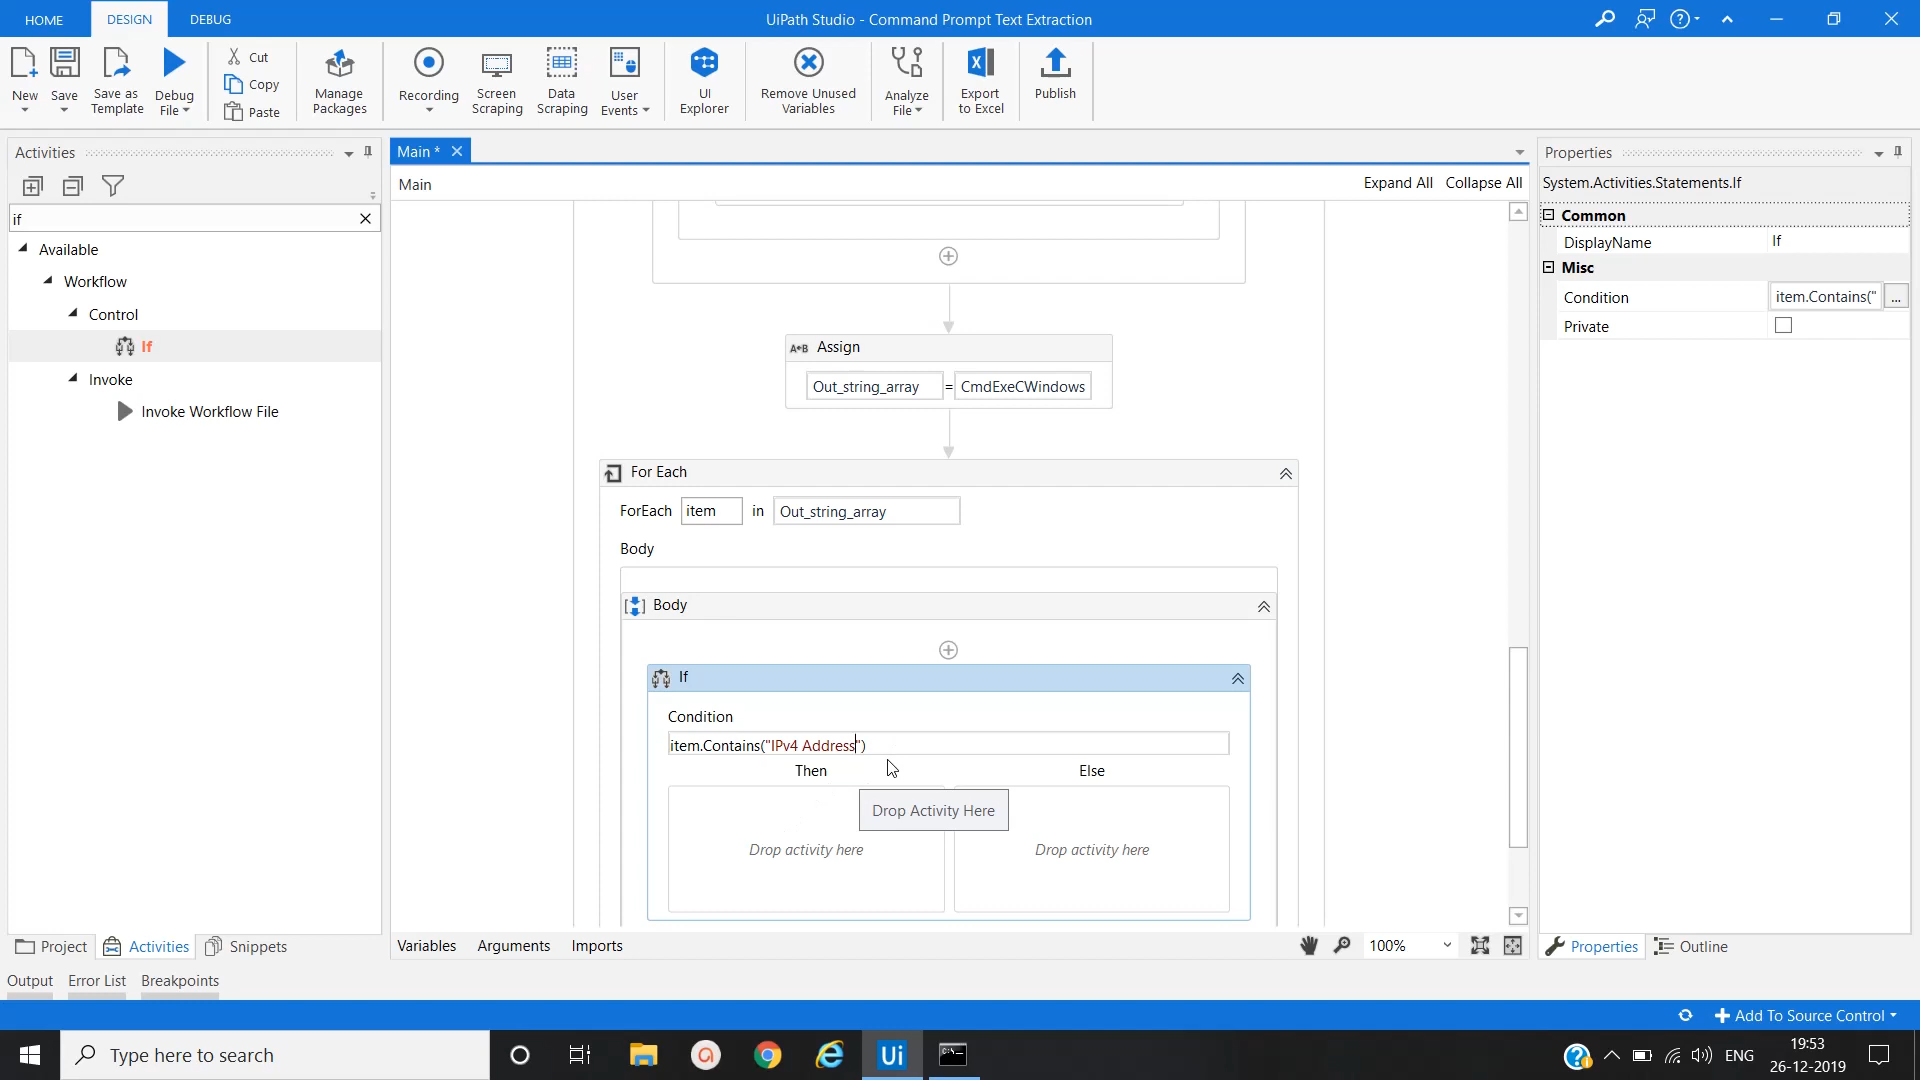 HOME
DESIGN
DEBUG
UiPath Studio - Command Prompt Text Extraction
New
Save
Save as Template
Debug File
Cut
Copy
Paste
Manage Packages
Recording
Screen Scraping
Data Scraping
User Events
UI Explorer
Remove Unused Variables
Analyze File
Export to Excel
Publish
Activities
if
Available
Workflow
Control
If
Invoke
Invoke Workflow File
Main *
Main
Expand All
Collapse All
A+B Assign
Out_string_array = CmdExeCWindows
For Each
ForEach item in Out_string_array
Body
Body
If
Condition
item.Contains("IPv4 Address")
Then
Else
Drop Activity Here
Drop activity here
Drop activity here
Properties
System.Activities.Statements.If
Common
DisplayName If
Misc
Condition item.Contains(" ...
Private
Project
Activities
Snippets
Variables
Arguments
Imports
100%
Properties
Outline
Output
Error List
Breakpoints
Add To Source Control
Type here to search
Ui
ENG
19:53
26-12-2019